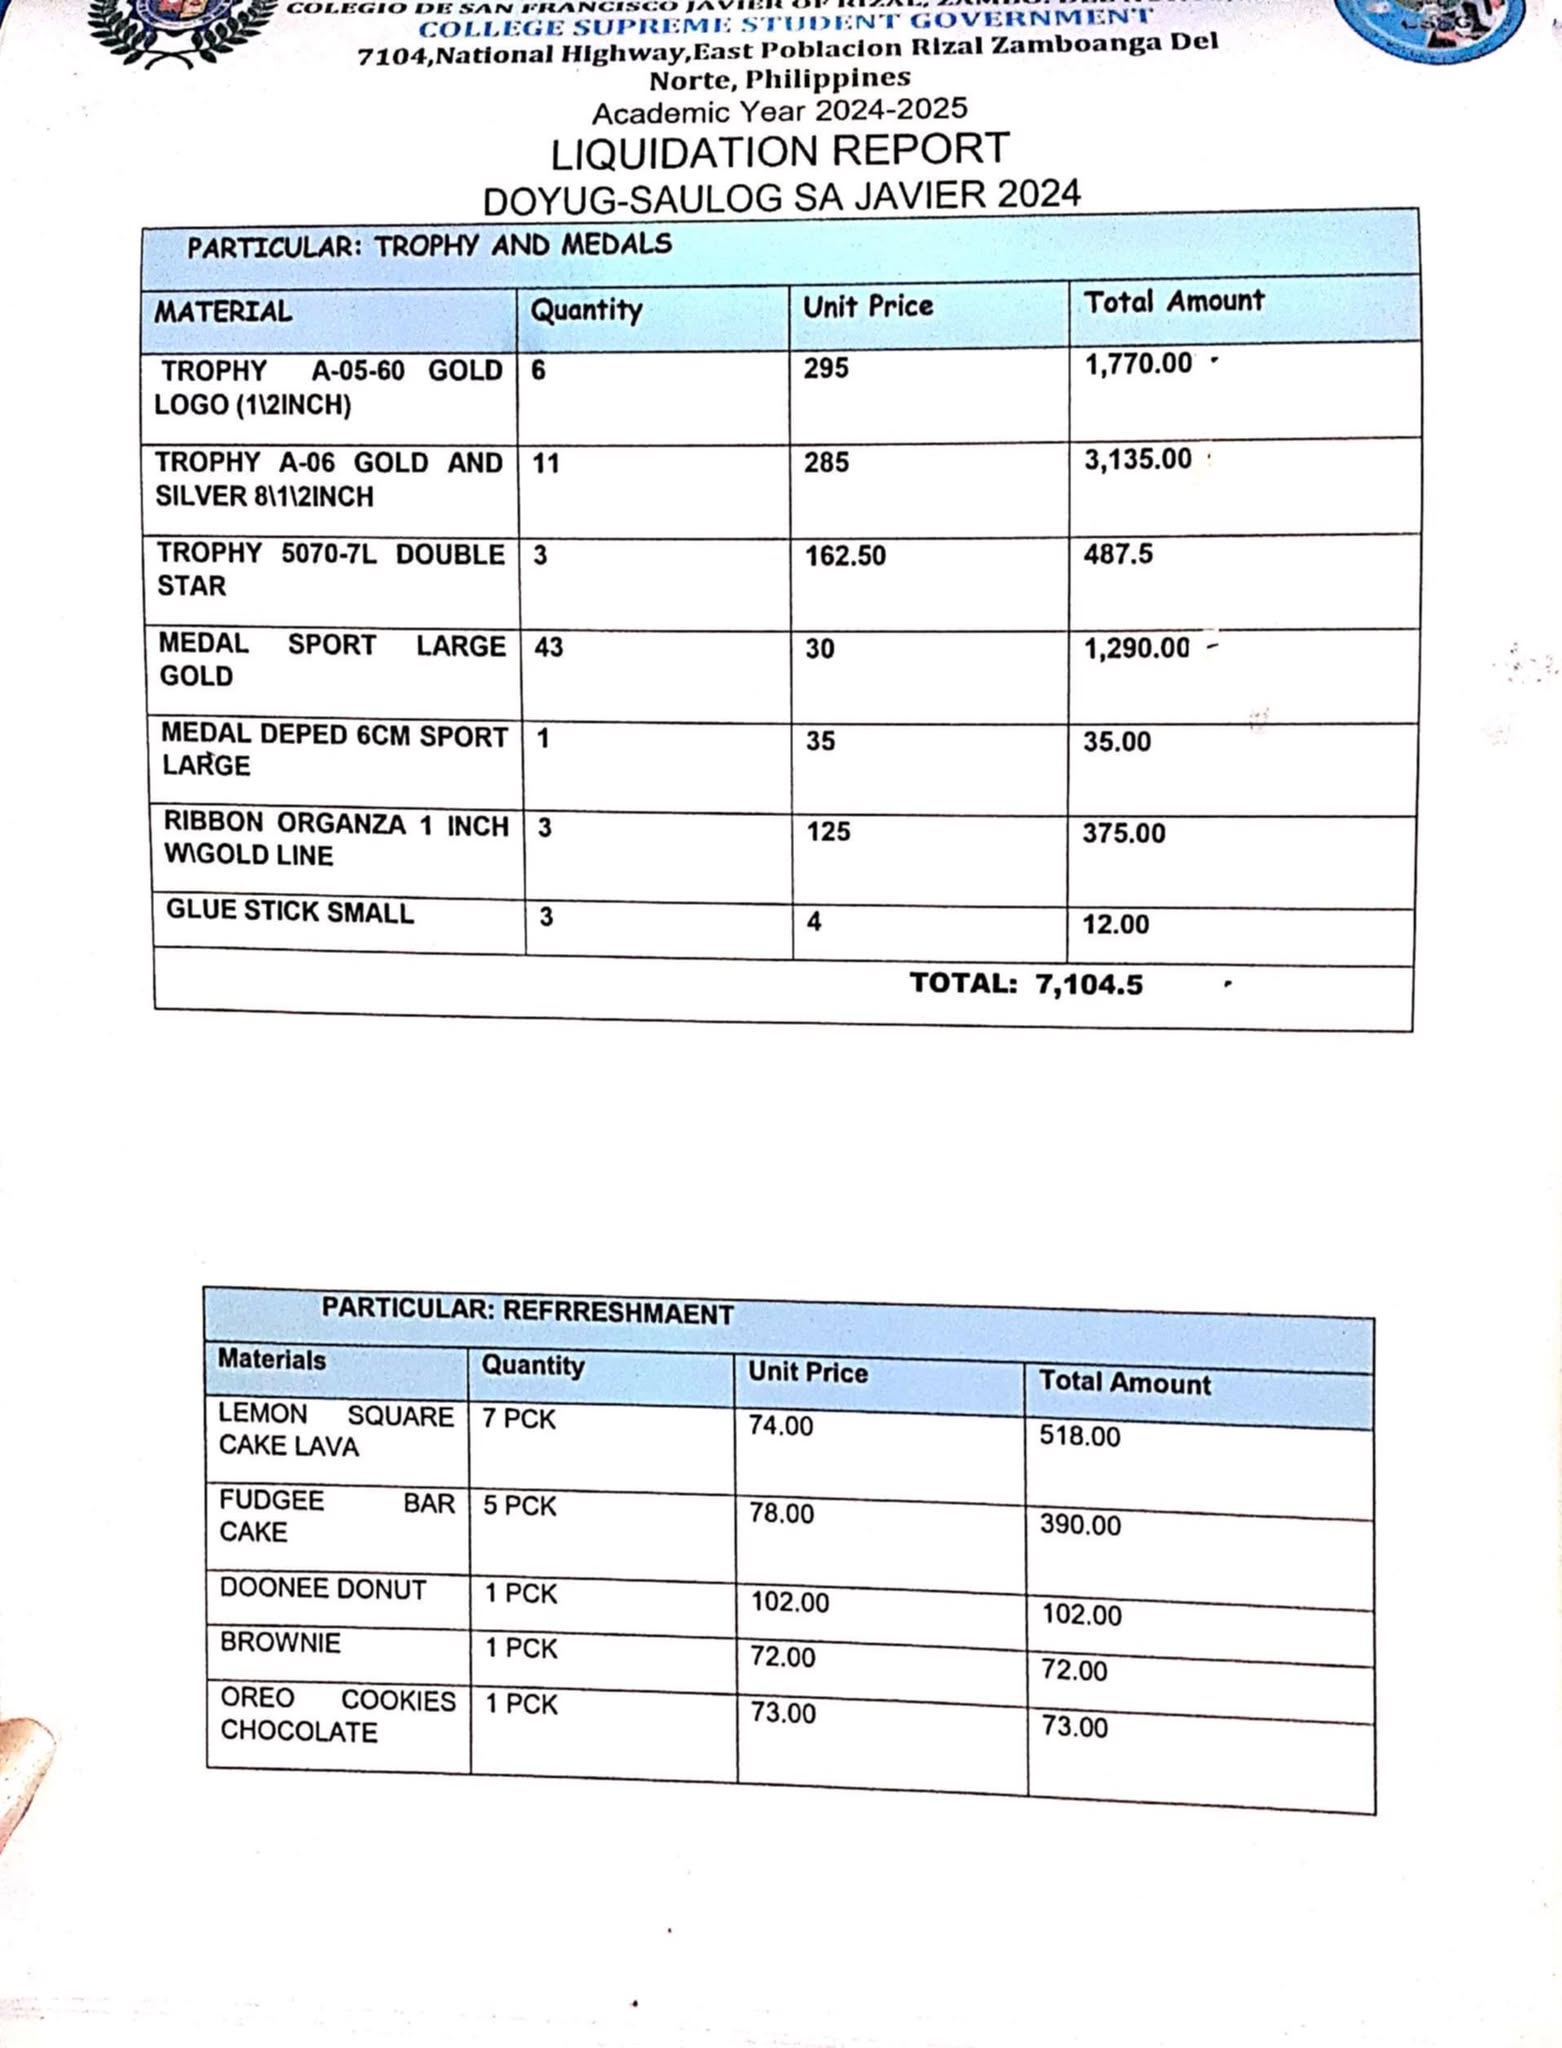 COLEGIO DE SAN FRANCISCO JAVIER OF RIZAL,
COLLEGE SUPREME STUDENT GOVERNMENT
7104,National Highway,East Poblacion Rizal Zamboanga Del
Norte, Philippines
Academic Year 2024-2025
LIQUIDATION REPORT
DOYUG-SAULOG SA JAVIER 2024
PARTICULAR: TROPHY AND MEDALS
MATERIAL Quantity Unit Price Total Amount
TROPHY A-05-60 GOLD 6 295 1,770.00
LOGO (1\2INCH)
TROPHY A-06 GOLD AND 11 285 3,135.00
SILVER 8\1\2INCH
TROPHY 5070-7L DOUBLE 3 162.50 487.5
STAR
MEDAL SPORT LARGE 43 30 1,290.00
GOLD
MEDAL DEPED 6CM SPORT 1 35 35.00
LARGE
RIBBON ORGANZA 1 INCH 3 125 375.00
W\GOLD LINE
GLUE STICK SMALL 3 4 12.00
TOTAL: 7,104.5
PARTICULAR: REFRRESHMAENT
Materials Quantity Unit Price Total Amount
LEMON SQUARE 7 PCK 74.00 518.00
CAKE LAVA
FUDGEE BAR 5 PCK 78.00 390.00
CAKE
DOONEE DONUT 1 PCK 102.00 102.00
BROWNIE 1 PCK 72.00 72.00
OREO COOKIES 1 PCK 73.00 73.00
CHOCOLATE